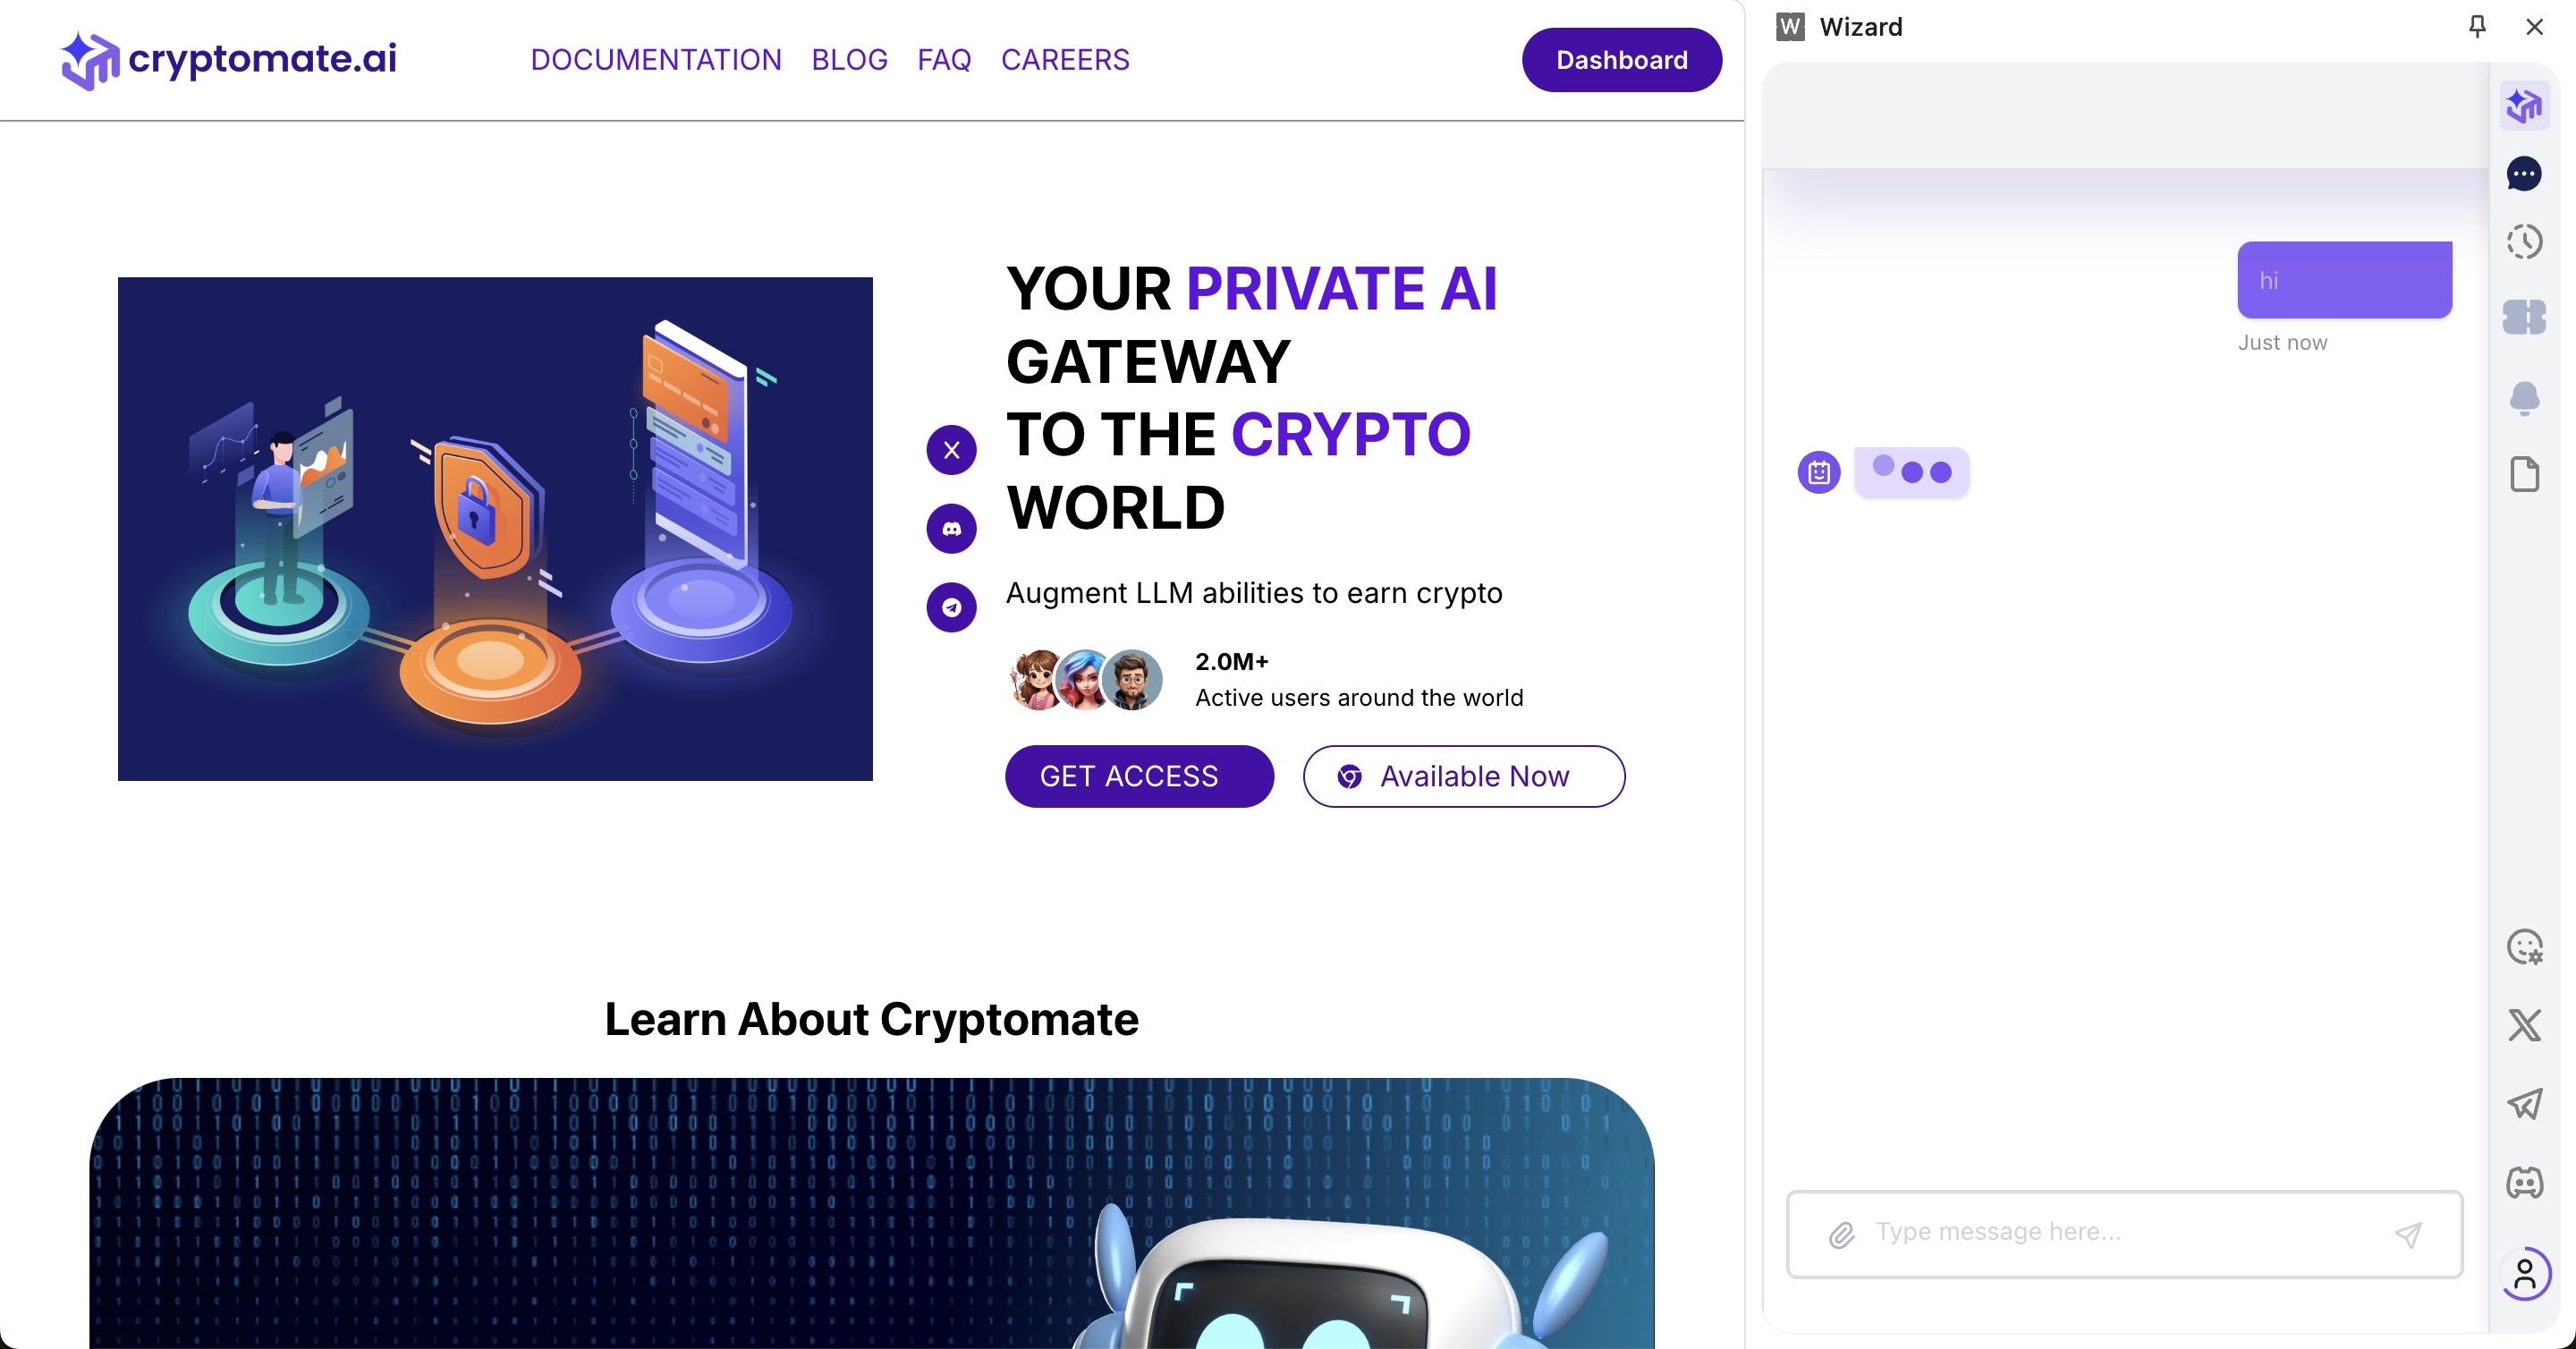 cryptomate.ai
DOCUMENTATION BLOG FAQ CAREERS
Dashboard
YOUR PRIVATE AI
GATEWAY
TO THE CRYPTO
WORLD
Augment LLM abilities to earn crypto
2.0M+
Active users around the world
GET ACCESS
Available Now
Learn About Cryptomate
W Wizard
hi
Just now
Type message here...